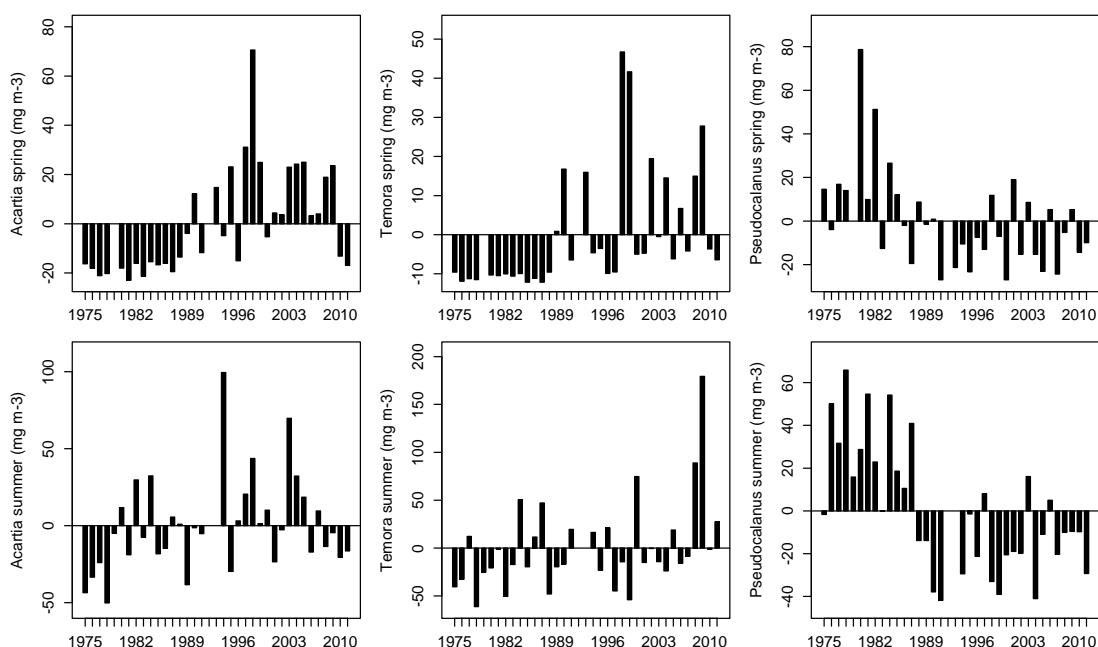 Acartia spring (mg m-3)
80
60
40
20
0
-20
1975 1982 1989 1996 2003 2010
Temora spring (mg m-3)
50
40
30
20
10
0
-10
1975 1982 1989 1996 2003 2010
Pseudocalanus spring (mg m-3)
80
60
40
20
0
-20
1975 1982 1989 1996 2003 2010
Acartia summer (mg m-3)
100
50
0
-50
1975 1982 1989 1996 2003 2010
Temora summer (mg m-3)
200
150
100
50
0
-50
1975 1982 1989 1996 2003 2010
Pseudocalanus summer (mg m-3)
60
40
20
0
-20
-40
1975 1982 1989 1996 2003 2010